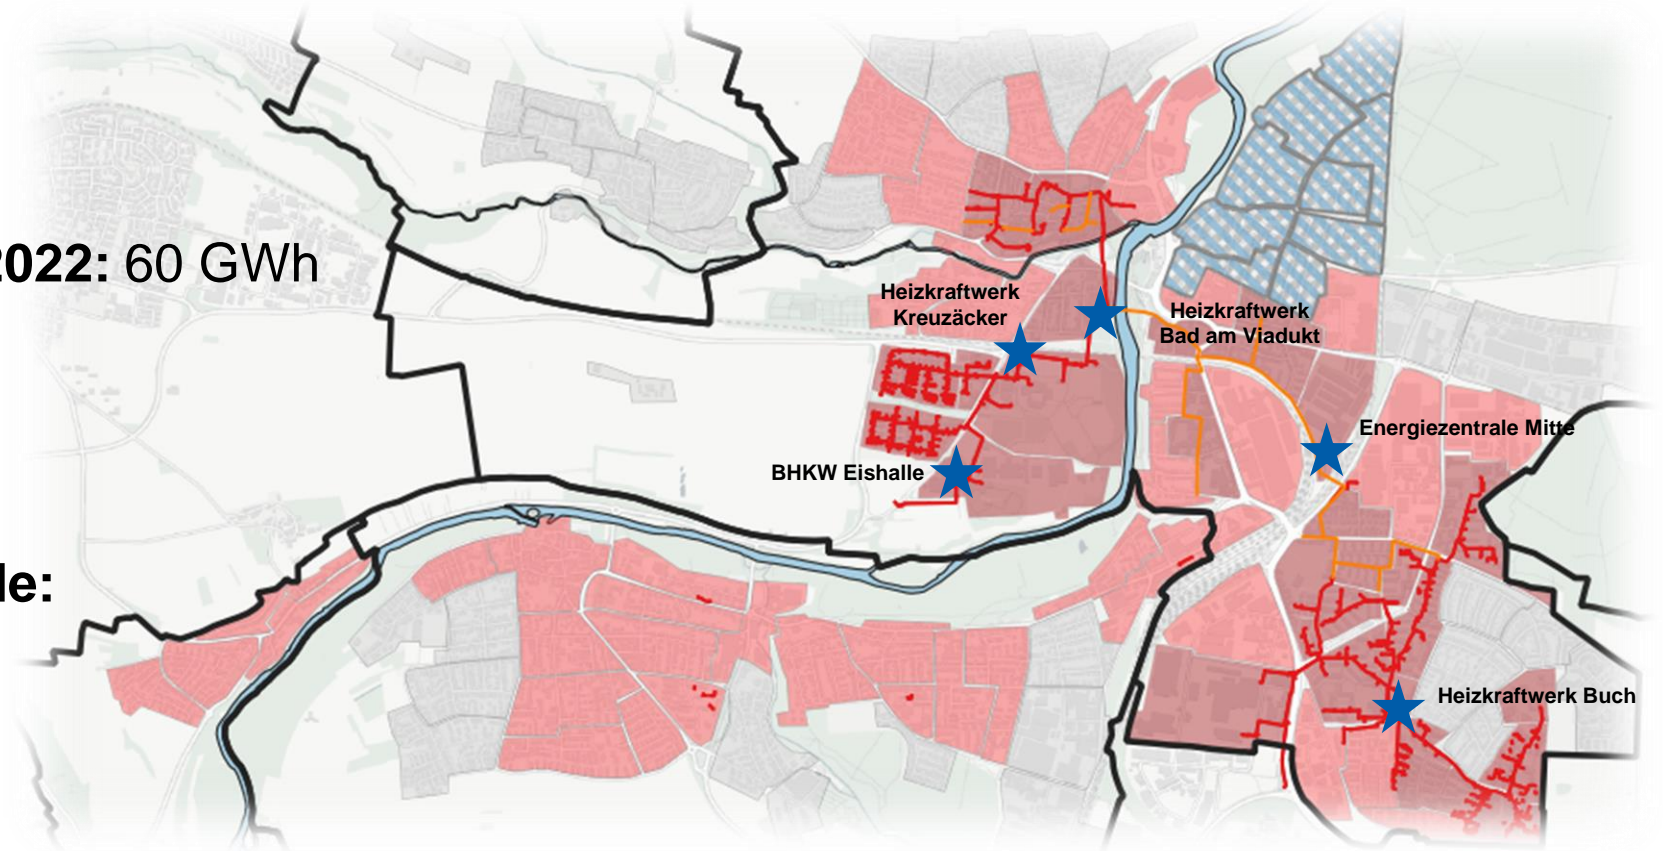 2022: 60 GWh
Heizkraftwerk
Kreuzäcker
Heizkraftwerk
Bad am Viadukt
Energiezentrale Mitte
BHKW Eishalle
le:
Heizkraftwerk Buch